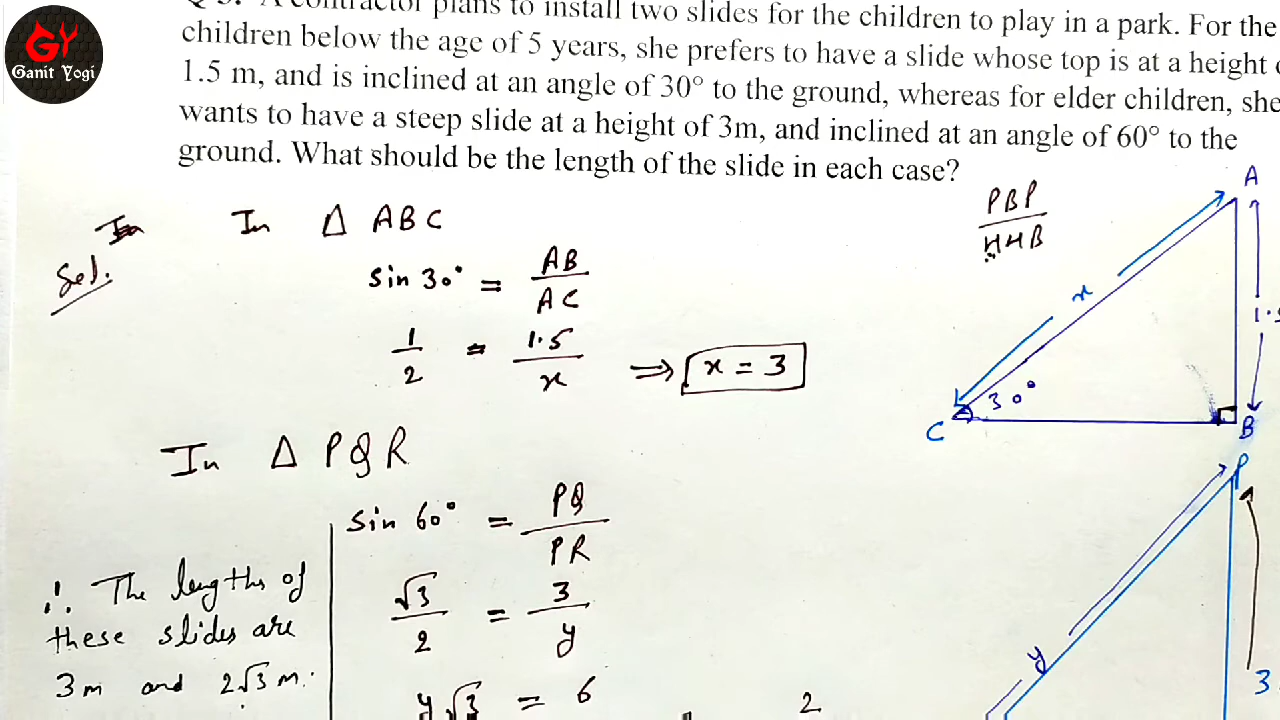 GY
Ganit Yogi
A contractor plans to install two slides for the children to play in a park. For the
children below the age of 5 years, she prefers to have a slide whose top is at a height
1.5 m, and is inclined at an angle of 30° to the ground, whereas for elder children, she
wants to have a steep slide at a height of 3m, and inclined at an angle of 60° to the
ground. What should be the length of the slide in each case?
Sol:
In Δ ABC
sin 30° = AB/AC
1/2 = 1.5/x ⇒ x = 3
PBP/HHB
A
x
1.5
30°
C
B
In Δ PQR
sin 60° = PQ/PR
√3/2 = 3/y
y√3 = 6
2
∴ The lengths of
these slides are
3m and 2√3 m.
P
y
3